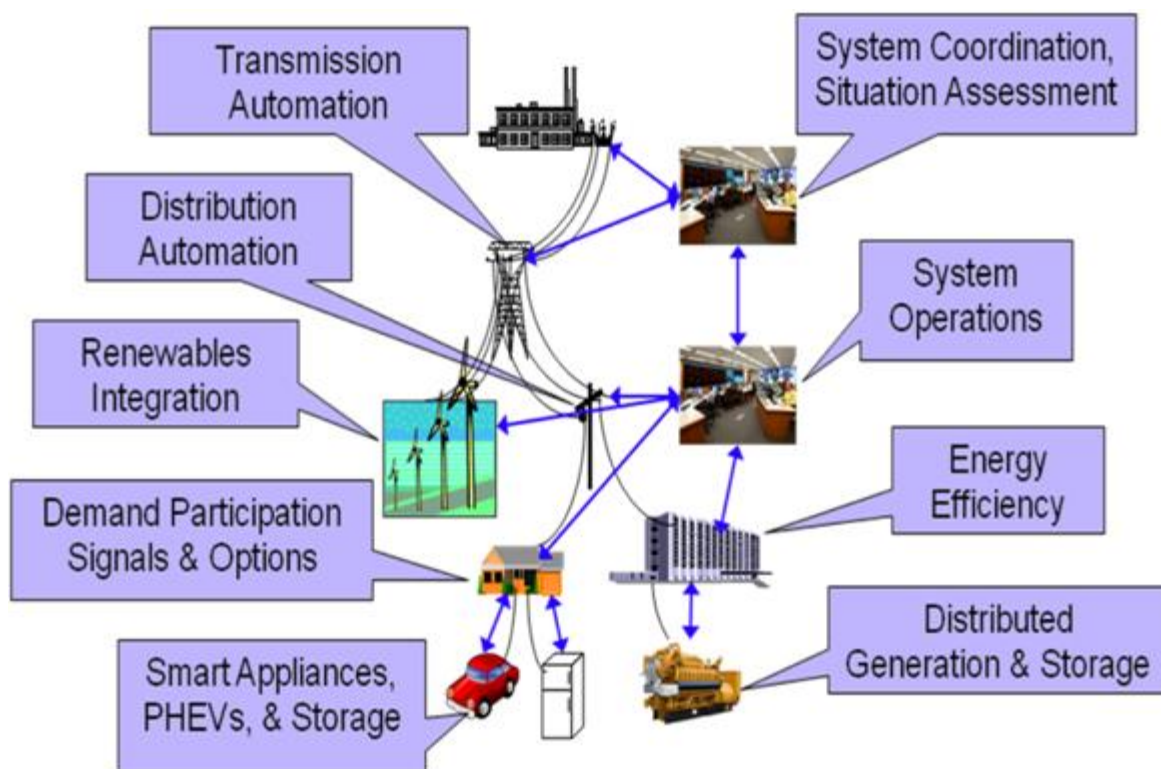 Transmission
Automation
System Coordination,
Situation Assessment
Distribution
Automation
System
Operations
Renewables
Integration
Energy
Efficiency
Demand Participation
Signals & Options
Distributed
Generation & Storage
Smart Appliances,
PHEVs, & Storage